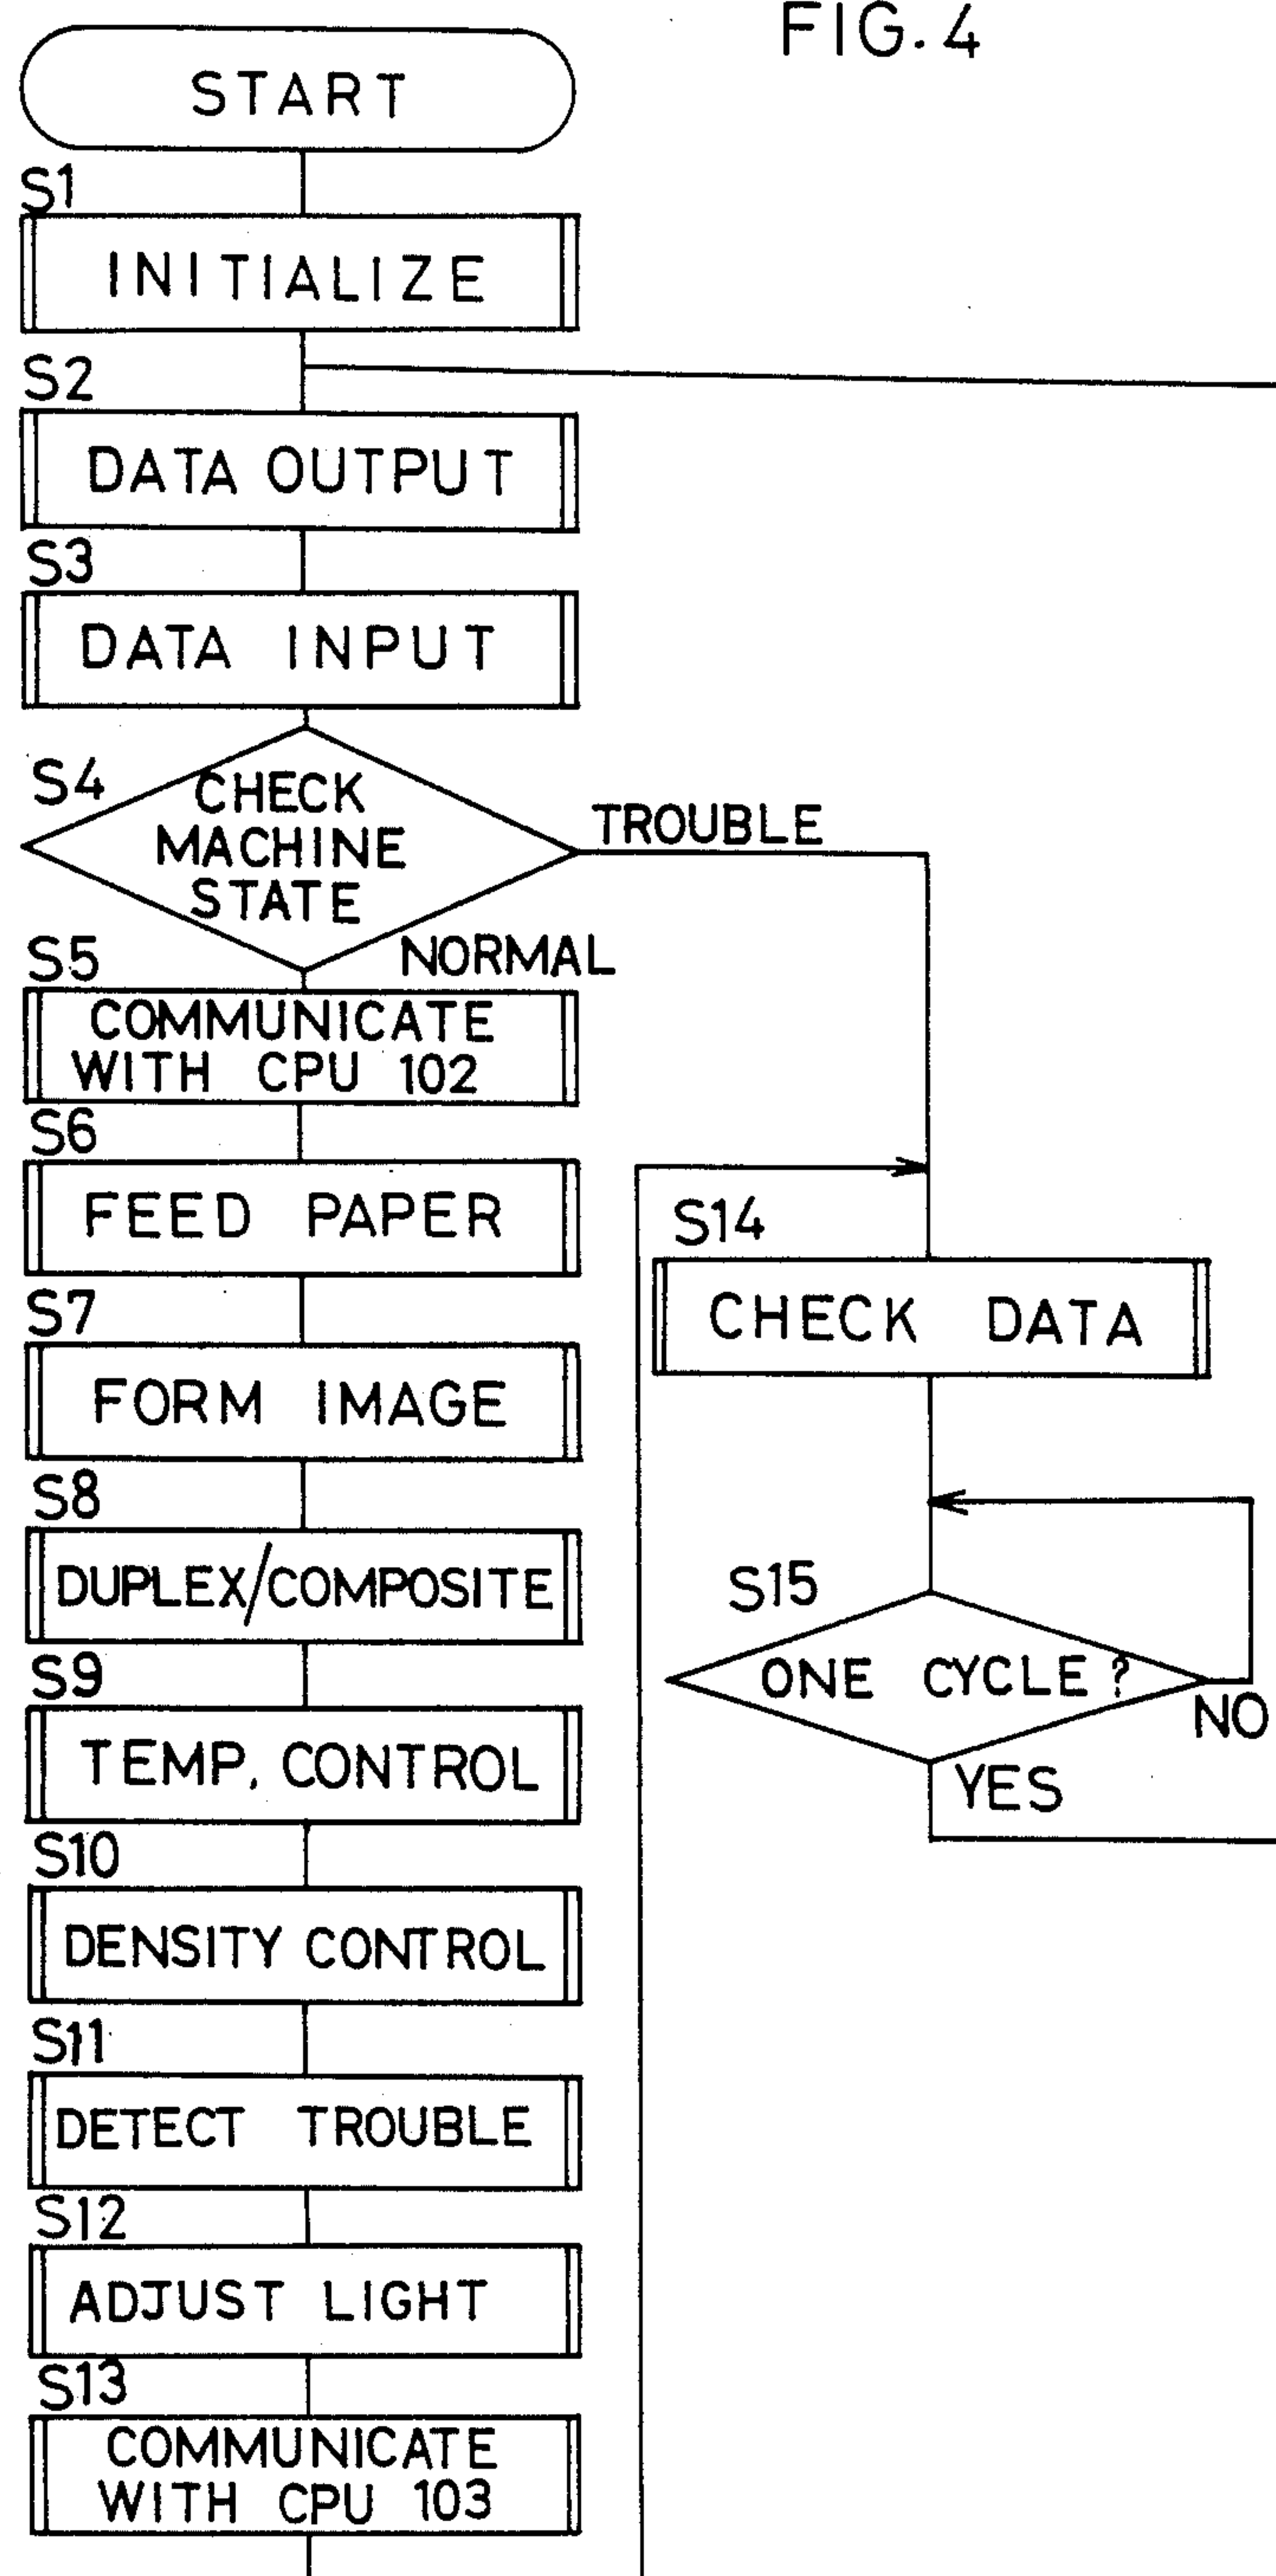 FIG. 4
START
S1
INITIALIZE
S2
DATA OUTPUT
S3
DATA INPUT
S4
CHECK
MACHINE
STATE
TROUBLE
NORMAL
S5
COMMUNICATE
WITH CPU 102
S6
FEED PAPER
S7
FORM IMAGE
S8
DUPLEX/COMPOSITE
S9
TEMP. CONTROL
S10
DENSITY CONTROL
S11
DETECT TROUBLE
S12
ADJUST LIGHT
S13
COMMUNICATE
WITH CPU 103
S14
CHECK DATA
S15
ONE CYCLE?
NO
YES